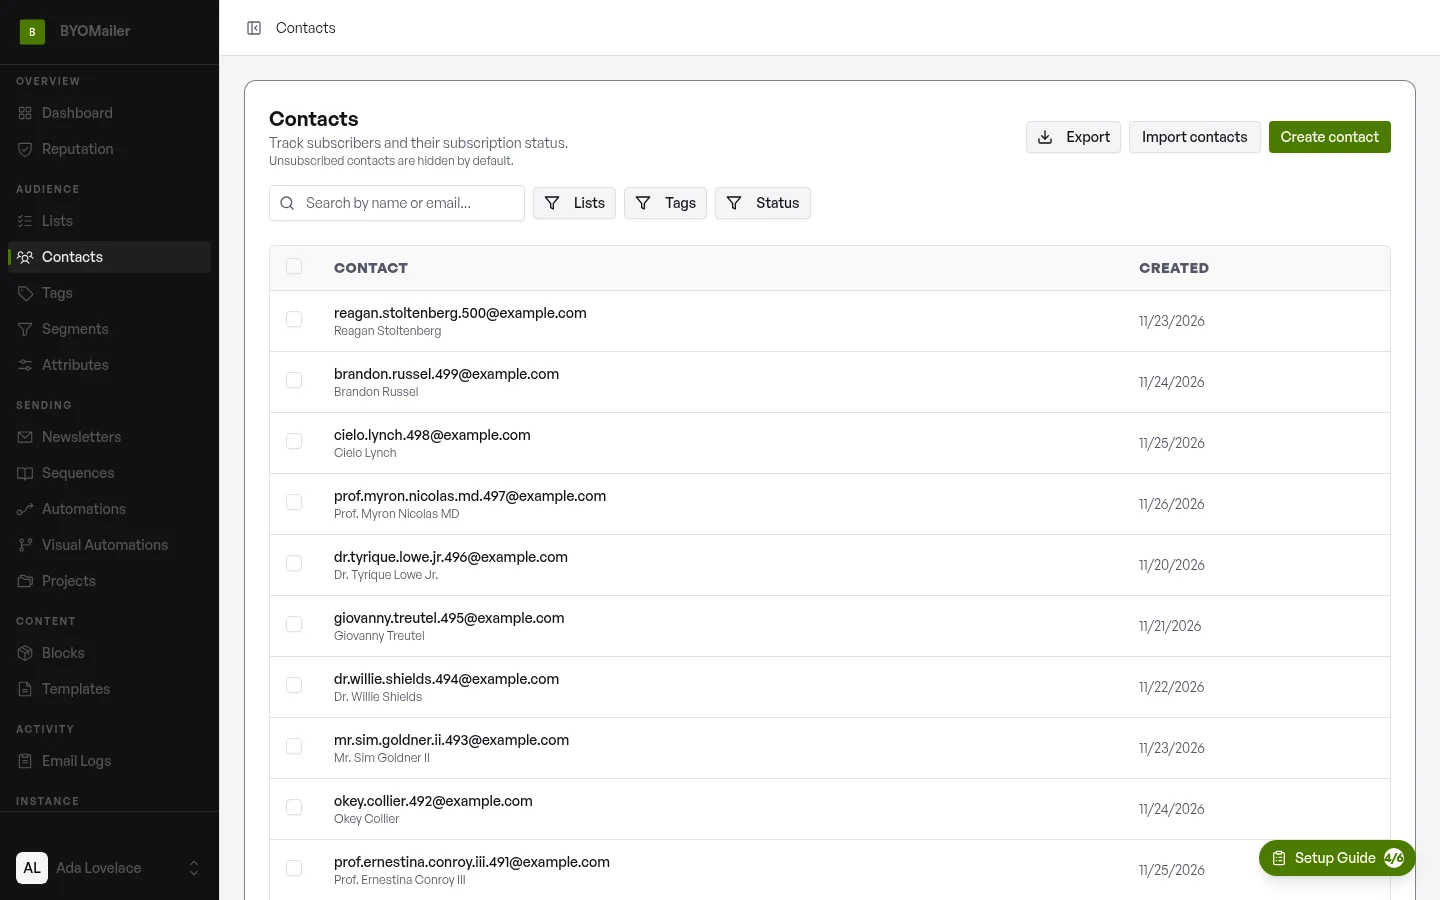 B BYOMailer
OVERVIEW
Dashboard
Reputation
AUDIENCE
Lists
Contacts
Tags
Segments
Attributes
SENDING
Newsletters
Sequences
Automations
Visual Automations
Projects
CONTENT
Blocks
Templates
ACTIVITY
Email Logs
INSTANCE
AL Ada Lovelace
Contacts
Contacts
Track subscribers and their subscription status.
Unsubscribed contacts are hidden by default.
Export Import contacts Create contact
Search by name or email... Lists Tags Status
CONTACT CREATED
reagan.stoltenberg.500@example.com
Reagan Stoltenberg
11/23/2026
brandon.russel.499@example.com
Brandon Russel
11/24/2026
cielo.lynch.498@example.com
Cielo Lynch
11/25/2026
prof.myron.nicolas.md.497@example.com
Prof. Myron Nicolas MD
11/26/2026
dr.tyrique.lowe.jr.496@example.com
Dr. Tyrique Lowe Jr.
11/20/2026
giovanny.treutel.495@example.com
Giovanny Treutel
11/21/2026
dr.willie.shields.494@example.com
Dr. Willie Shields
11/22/2026
mr.sim.goldner.ii.493@example.com
Mr. Sim Goldner II
11/23/2026
okey.collier.492@example.com
Okey Collier
11/24/2026
prof.ernestina.conroy.iii.491@example.com
Prof. Ernestina Conroy III
11/25/2026
Setup Guide 4/6